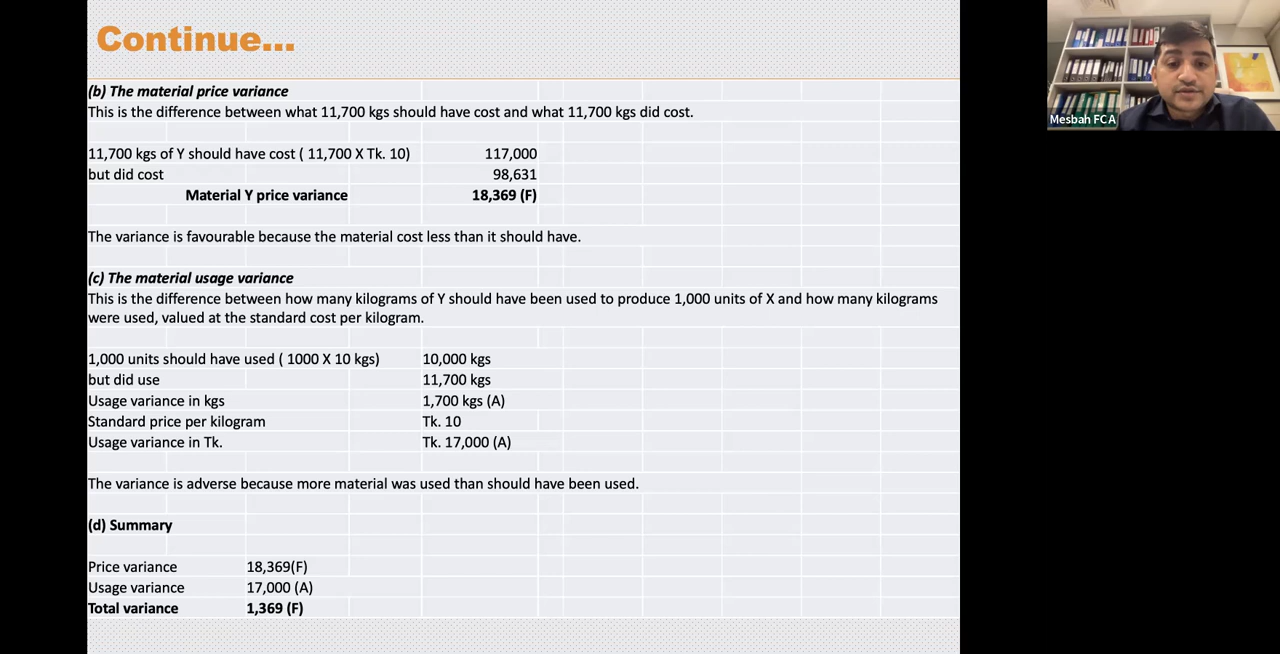 Continue...
(b) The material price variance
This is the difference between what 11,700 kgs should have cost and what 11,700 kgs did cost.
11,700 kgs of Y should have cost ( 11,700 X Tk. 10) 117,000
but did cost 98,631
Material Y price variance 18,369 (F)
The variance is favourable because the material cost less than it should have.
(c) The material usage variance
This is the difference between how many kilograms of Y should have been used to produce 1,000 units of X and how many kilograms
were used, valued at the standard cost per kilogram.
1,000 units should have used ( 1000 X 10 kgs) 10,000 kgs
but did use 11,700 kgs
Usage variance in kgs 1,700 kgs (A)
Standard price per kilogram Tk. 10
Usage variance in Tk. Tk. 17,000 (A)
The variance is adverse because more material was used than should have been used.
(d) Summary
Price variance 18,369(F)
Usage variance 17,000 (A)
Total variance 1,369 (F)
Mesbah FCA